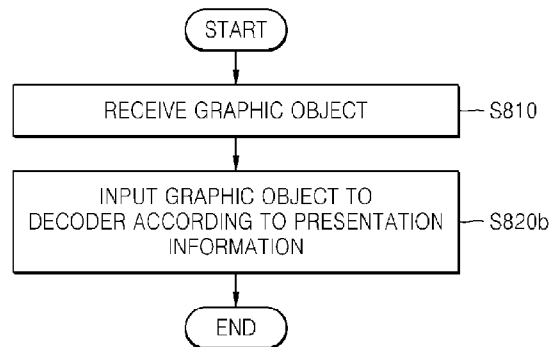 START
RECEIVE GRAPHIC OBJECT
S810
INPUT GRAPHIC OBJECT TO
DECODER ACCORDING TO PRESENTATION
INFORMATION
S820b
END